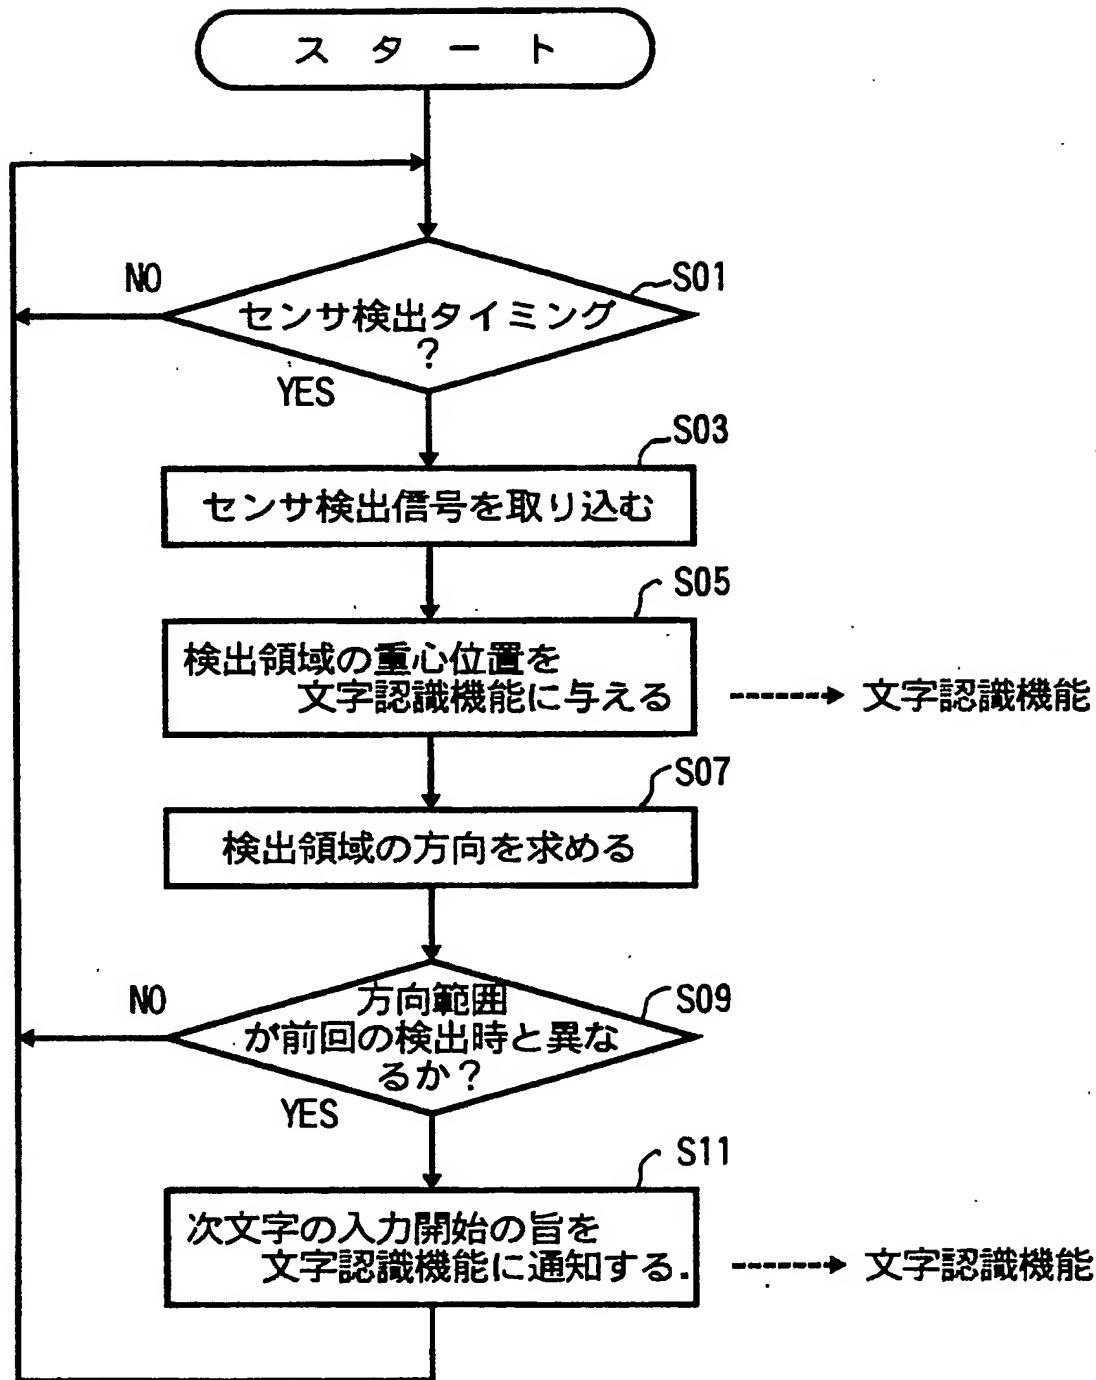 スタート
NO
S01
センサ検出タイミング
?
YES
S03
センサ検出信号を取り込む
S05
検出領域の重心位置を
文字認識機能に与える
文字認識機能
S07
検出領域の方向を求める
NO
S09
方向範囲
が前回の検出時と異な
るか?
YES
S11
次文字の入力開始の旨を
文字認識機能に通知する.
文字認識機能